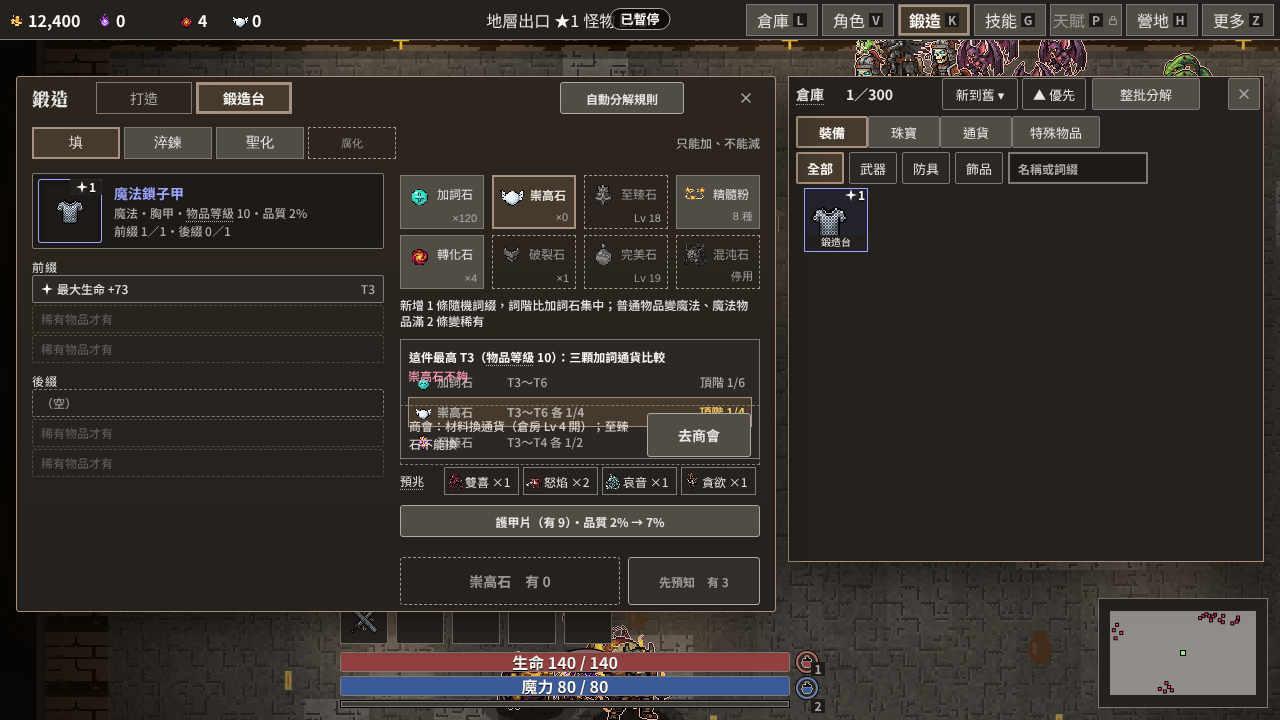 12,400
0
4
0
地層出口 ★1 怪物
已暫停
倉庫 L
角色 V
鍛造 K
技能 G
天賦 P
營地 H
更多 Z
鍛造
打造
鍛造台
自動分解規則
×
填
淬鍊
聖化
腐化
只能加、不能減
1
魔法鎖子甲
魔法・胸甲・物品等級 10・品質 2%
前綴 1／1・後綴 0／1
前綴
最大生命 +73
T3
稀有物品才有
稀有物品才有
後綴
（空）
稀有物品才有
稀有物品才有
加詞石
×120
崇高石
×0
至臻石
Lv 18
精髓粉
8 種
轉化石
×4
破裂石
×1
完美石
Lv 19
混沌石
停用
新增 1 條隨機詞綴，詞階比加詞石集中；普通物品變魔法、魔法物
品滿 2 條變稀有
這件最高 T3（物品等級 10）：三顆加詞通貨比較
崇高石不夠
加詞石
T3～T6
頂階 1/6
崇高石
T3～T6 各 1/4
頂階 1/4
商會：材料換通貨（倉房 Lv 4 開）；至臻
石不能換
至臻石
T3～T4 各 1/2
去商會
預兆
雙喜 ×1
怒焰 ×2
哀音 ×1
貪欲 ×1
護甲片（有 9）・品質 2% → 7%
崇高石　有 0
先預知　有 3
倉庫
1／300
新到舊 ▾
▲ 優先
整批分解
×
裝備
珠寶
通貨
特殊物品
全部
武器
防具
飾品
名稱或詞綴
1
鍛造台
生命 140 / 140
魔力 80 / 80
1
2